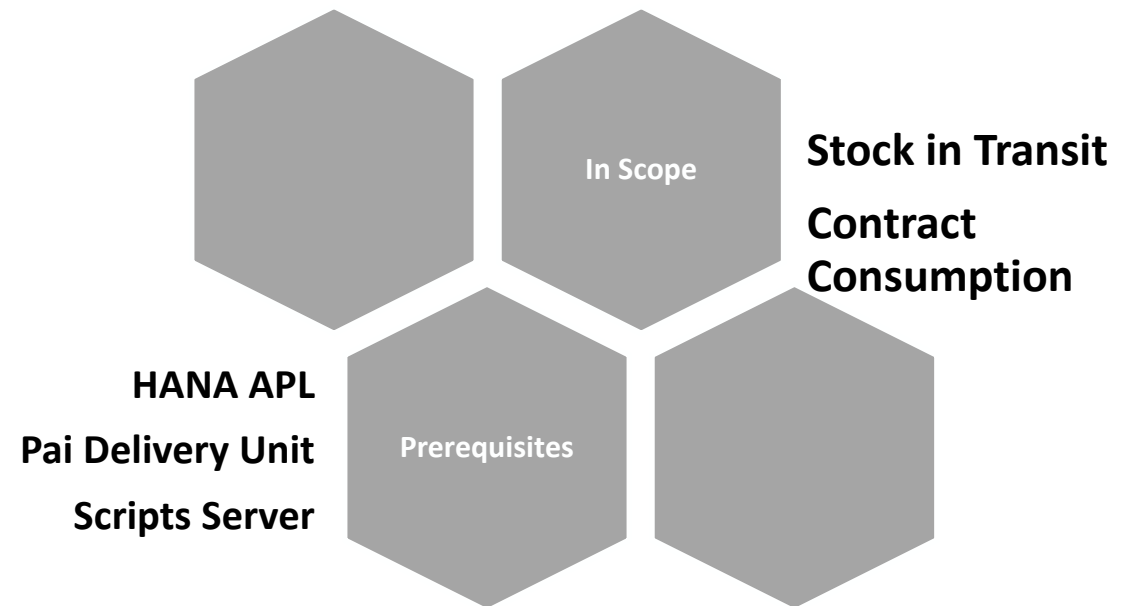 In Scope
Stock in Transit
Contract
Consumption
HANA APL
Pai Delivery Unit
Scripts Server
Prerequisites